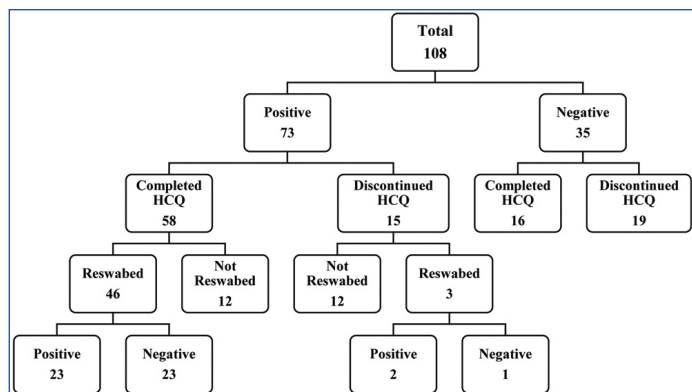 Total
108
Positive
73
Negative
35
Completed
HCQ
58
Discontinued
HCQ
15
Completed
HCQ
16
Discontinued
HCQ
19
Reswabed
46
Not
Reswabed
12
Not
Reswabed
12
Reswabed
3
Positive
23
Negative
23
Positive
2
Negative
1